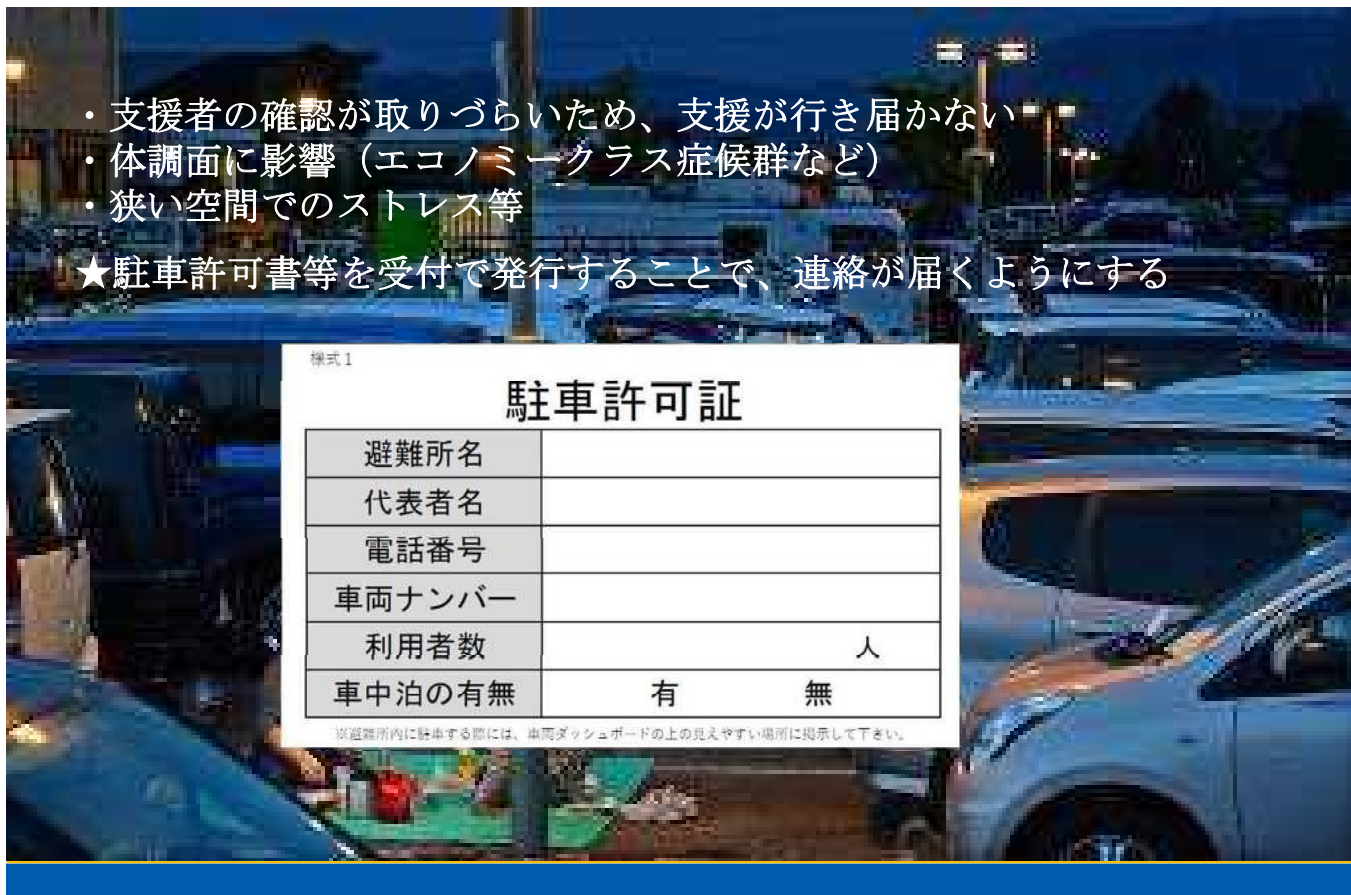 ・支援者の確認が取りづらいため、支援が行き届かない
・体調面に影響（エコノミークラス症候群など）
・狭い空間でのストレス等
★駐車許可書等を受付で発行することで、連絡が届くようにする
様式１
駐車許可証
避難所名
代表者名
電話番号
車両ナンバー
利用者数 人
車中泊の有無 有 無
※避難所内に駐車する際には、車両ダッシュボードの上の見えやすい場所に掲示して下さい。